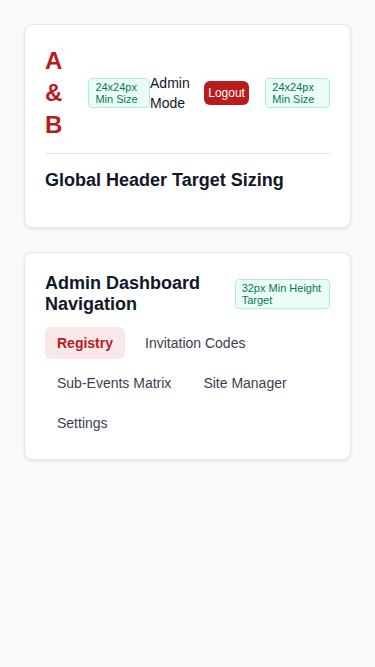 A
&
B
24x24px
Min Size
Admin
Mode
Logout
24x24px
Min Size
Global Header Target Sizing
Admin Dashboard
Navigation
32px Min Height
Target
Registry
Invitation Codes
Sub-Events Matrix
Site Manager
Settings